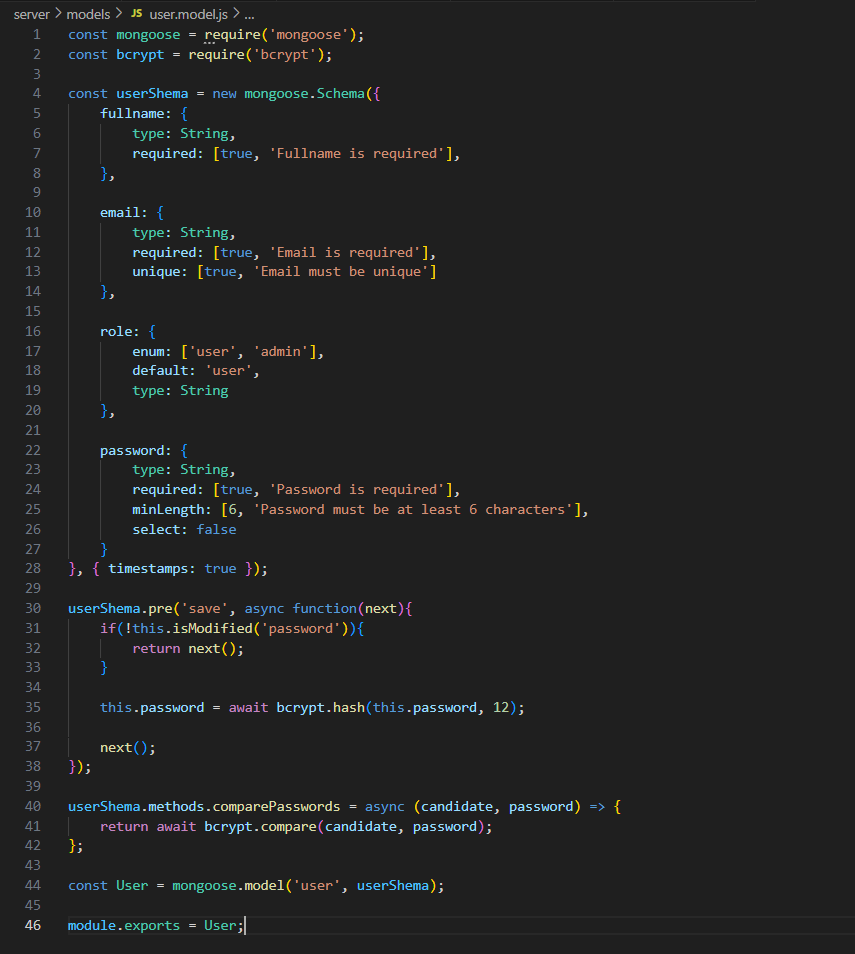 server > models > JS user.model.js > ...
1 const mongoose = require('mongoose');
2 const bcrypt = require('bcrypt');
3
4 const userShema = new mongoose.Schema({
5     fullname: {
6         type: String,
7         required: [true, 'Fullname is required'],
8     },
9
10     email: {
11         type: String,
12         required: [true, 'Email is required'],
13         unique: [true, 'Email must be unique']
14     },
15
16     role: {
17         enum: ['user', 'admin'],
18         default: 'user',
19         type: String
20     },
21
22     password: {
23         type: String,
24         required: [true, 'Password is required'],
25         minLength: [6, 'Password must be at least 6 characters'],
26         select: false
27     }
28 }, { timestamps: true });
29
30 userShema.pre('save', async function(next){
31     if(!this.isModified('password')){
32         return next();
33     }
34
35     this.password = await bcrypt.hash(this.password, 12);
36
37     next();
38 });
39
40 userShema.methods.comparePasswords = async (candidate, password) => {
41     return await bcrypt.compare(candidate, password);
42 };
43
44 const User = mongoose.model('user', userShema);
45
46 module.exports = User;